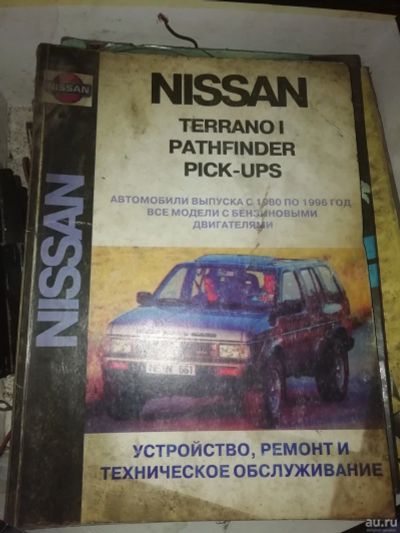 NISSAN
NISSAN
TERRANO I
PATHFINDER
PICK-UPS
АВТОМОБИЛИ ВЫПУСКА С 1980 ПО 1996 ГОД
ВСЕ МОДЕЛИ С БЕНЗИНОВЫМИ
ДВИГАТЕЛЯМИ
NISSAN
УСТРОЙСТВО, РЕМОНТ И
ТЕХНИЧЕСКОЕ ОБСЛУЖИВАНИЕ
au.ru